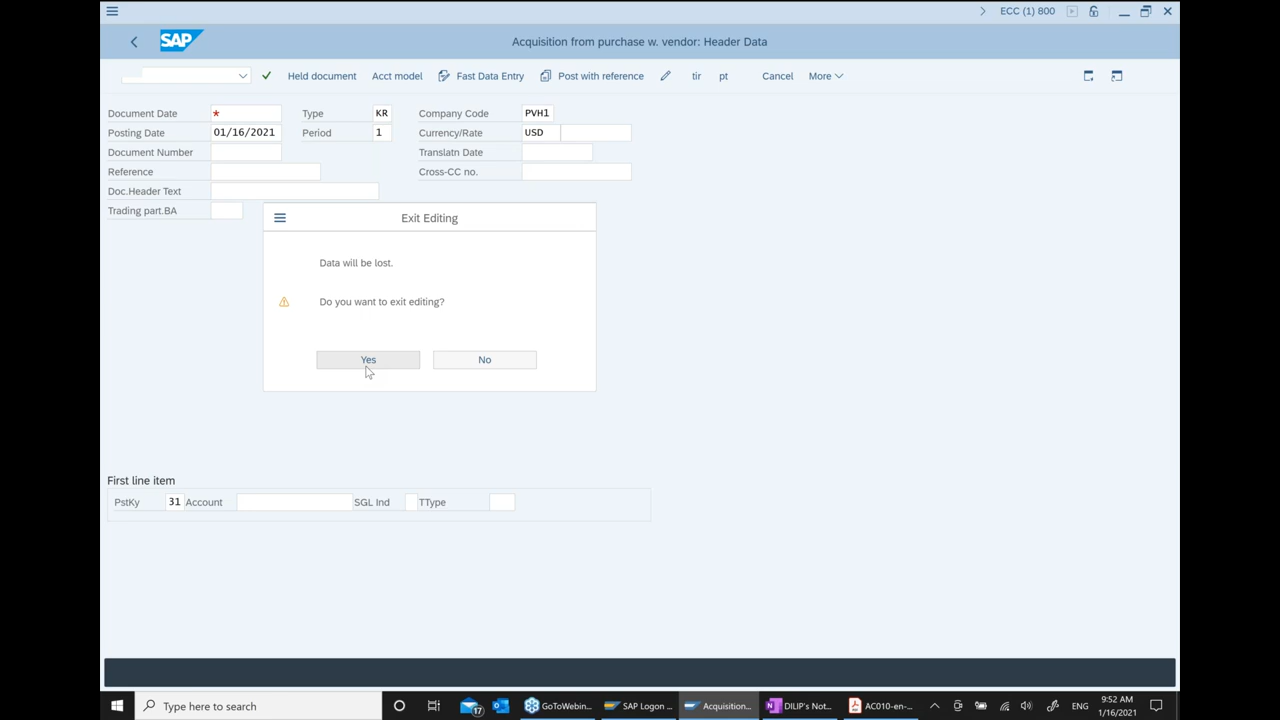 ECC (1) 800
SAP
Acquisition from purchase w. vendor: Header Data
Held document Acct model Fast Data Entry Post with reference tir pt Cancel More
Document Date * Type KR Company Code PVH1
Posting Date 01/16/2021 Period 1 Currency/Rate USD
Document Number Translatn Date
Reference Cross-CC no.
Doc.Header Text
Trading part.BA
Exit Editing
Data will be lost.
Do you want to exit editing?
Yes No
First line item
PstKy 31 Account SGL Ind TType
Type here to search 17 GoToWebin... SAP Logon ... Acquisition... DILIP's Not... AC010-en-... ENG 9:52 AM
1/16/2021